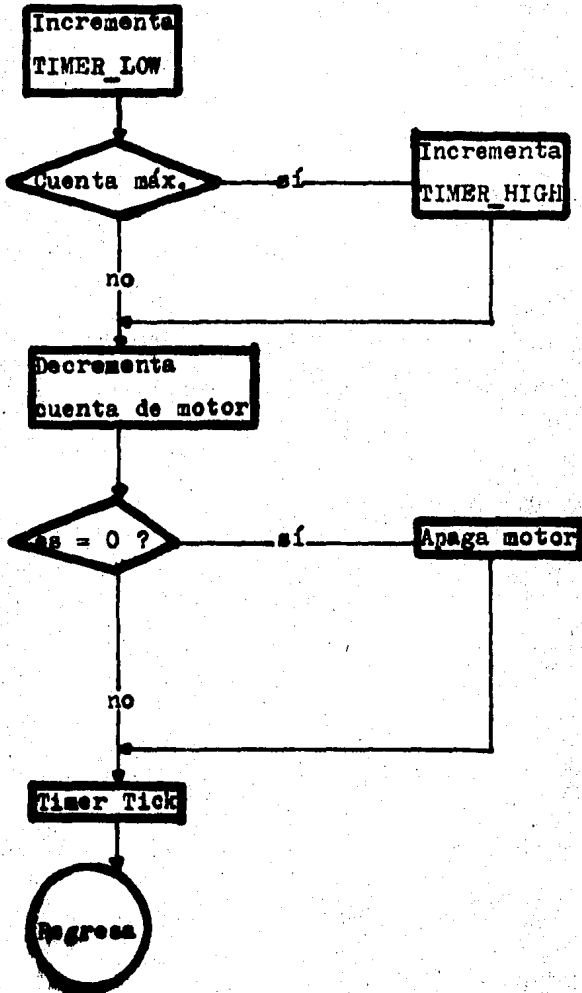 Incrementa
TIMER_LOW
Cuenta máx.
sí
Incrementa
TIMER_HIGH
no
Decrementa
cuenta de motor
es = 0 ?
sí
Apaga motor
no
Timer Tick
Regresa